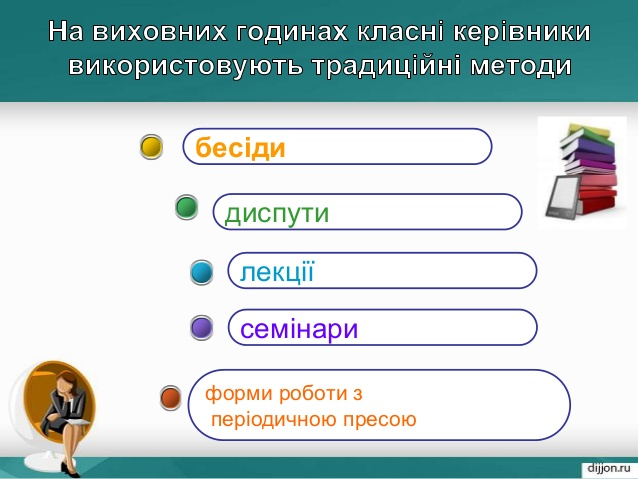 На виховних годинах класні керівники
використовують традиційні методи
бесіди
диспути
лекції
семінари
форми роботи з
періодичною пресою
dijjon.ru